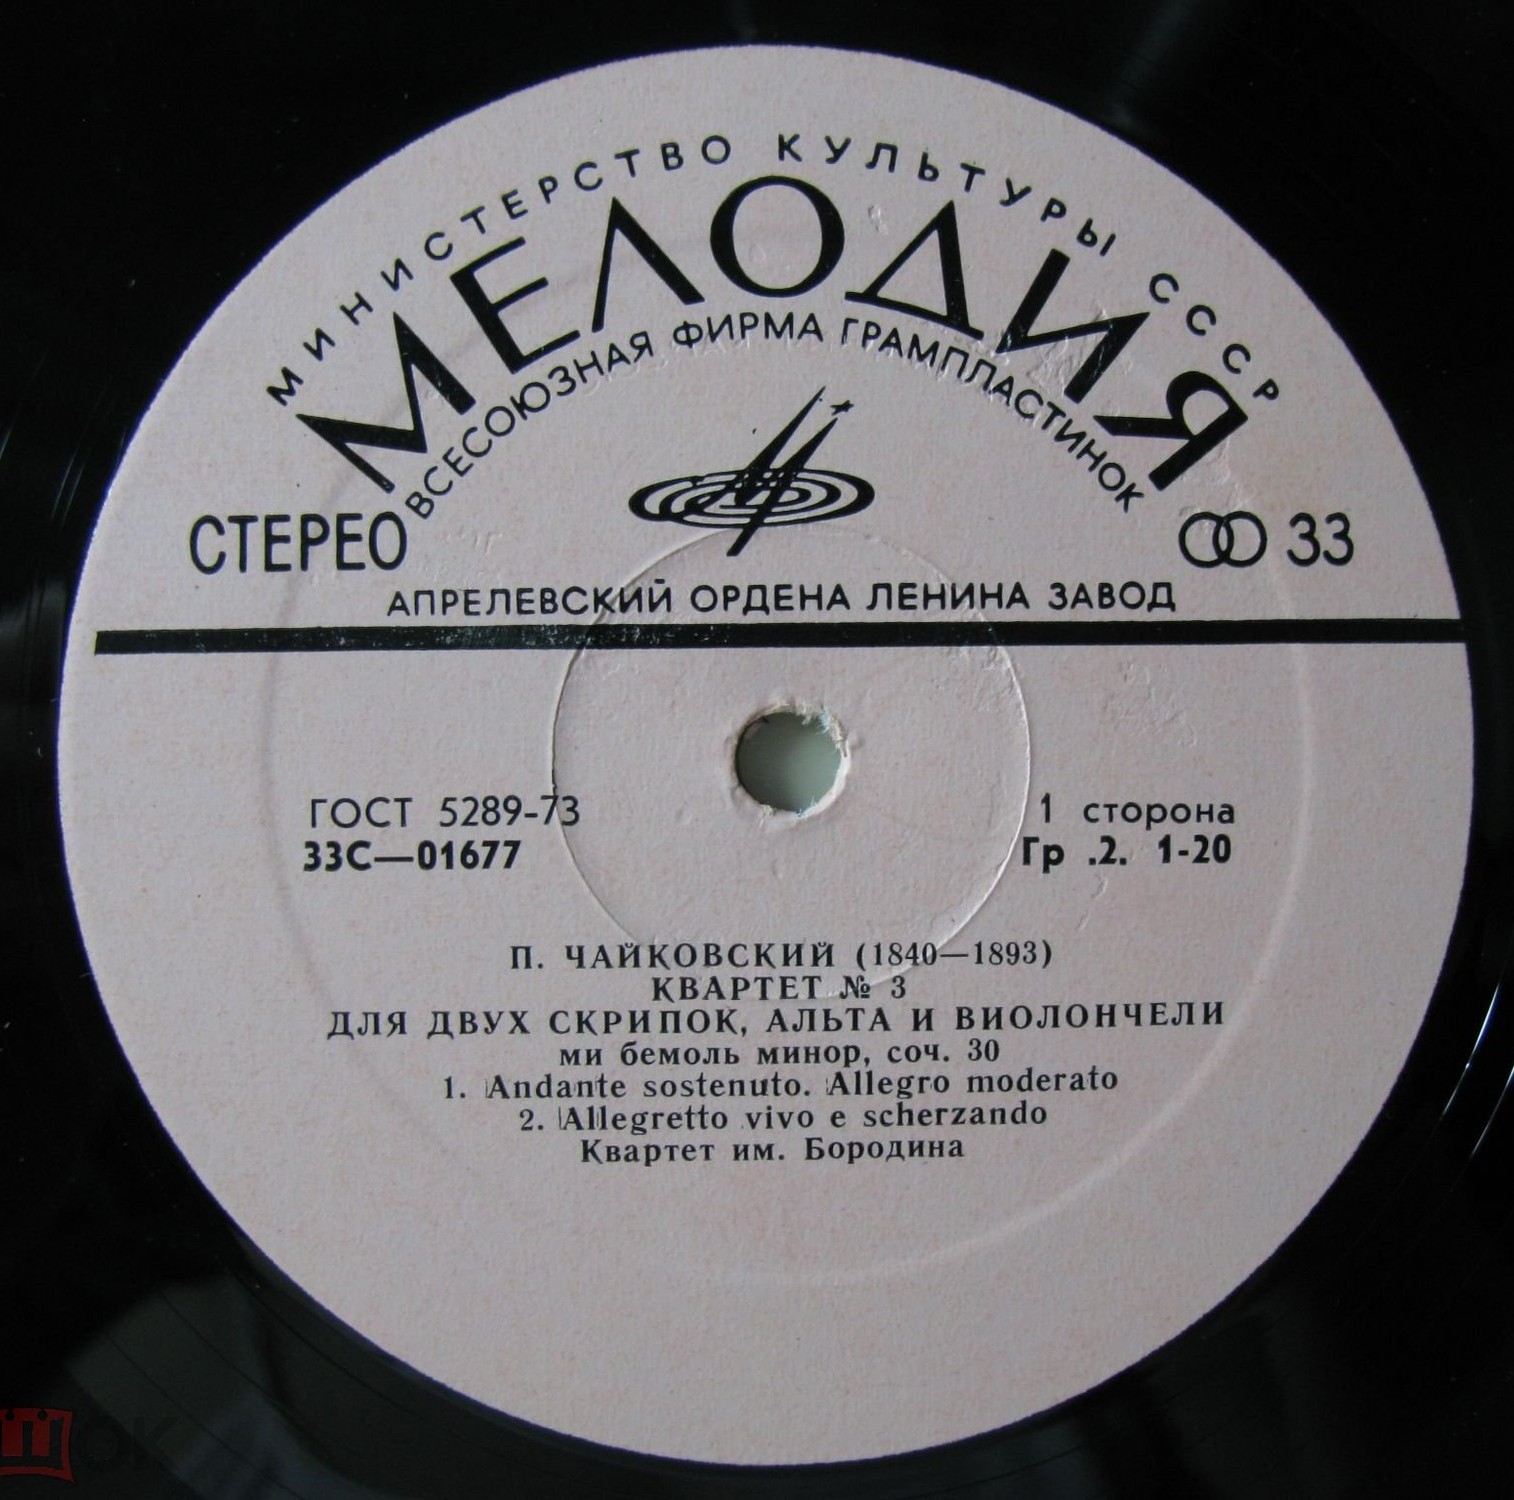 МИНИСТЕРСТВО КУЛЬТУРЫ СССР
МЕЛОДИЯ
ВСЕСОЮЗНАЯ ФИРМА ГРАМПЛАСТИНОК
СТЕРЕО
33
АПРЕЛЕВСКИЙ ОРДЕНА ЛЕНИНА ЗАВОД
ГОСТ 5289-73
1 сторона
33С—01677
Гр .2. 1-20
П. ЧАЙКОВСКИЙ (1840—1893)
КВАРТЕТ № 3
ДЛЯ ДВУХ СКРИПОК, АЛЬТА И ВИОЛОНЧЕЛИ
ми бемоль минор, соч. 30
1. Andante sostenuto. Allegro moderato
2. Allegretto vivo e scherzando
Квартет им. Бородина